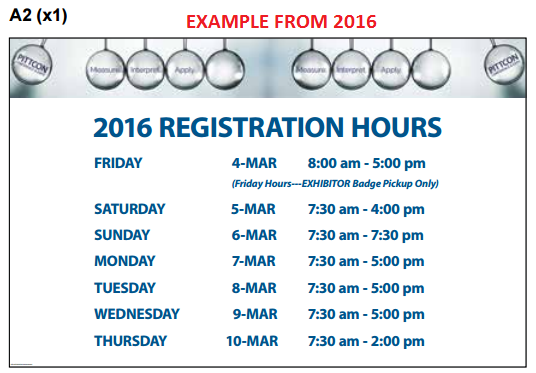 A2 (x1)
EXAMPLE FROM 2016
PITTCON
Measure Interpret Apply
Measure Interpret Apply
PITTCON
2016 REGISTRATION HOURS
FRIDAY 4-MAR 8:00 am - 5:00 pm
(Friday Hours---EXHIBITOR Badge Pickup Only)
SATURDAY 5-MAR 7:30 am - 4:00 pm
SUNDAY 6-MAR 7:30 am - 7:30 pm
MONDAY 7-MAR 7:30 am - 5:00 pm
TUESDAY 8-MAR 7:30 am - 5:00 pm
WEDNESDAY 9-MAR 7:30 am - 5:00 pm
THURSDAY 10-MAR 7:30 am - 2:00 pm